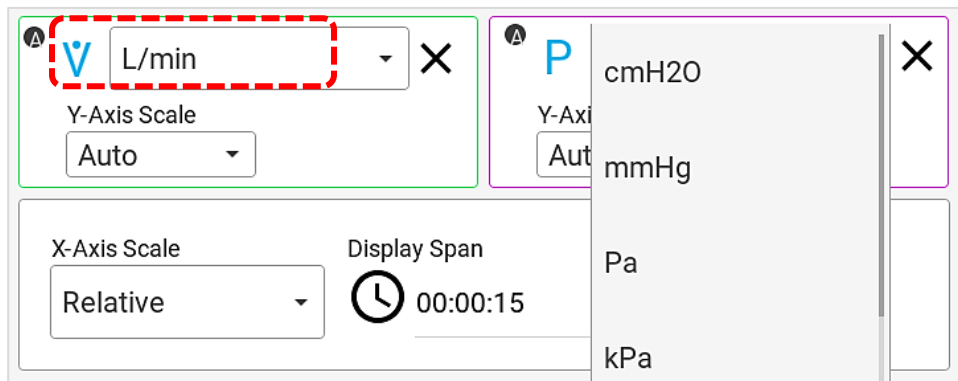 A V̇ L/min
Y-Axis Scale
Auto
A P
Y-Axi
Aut
cmH2O
mmHg
Pa
kPa
X-Axis Scale
Relative
Display Span
00:00:15